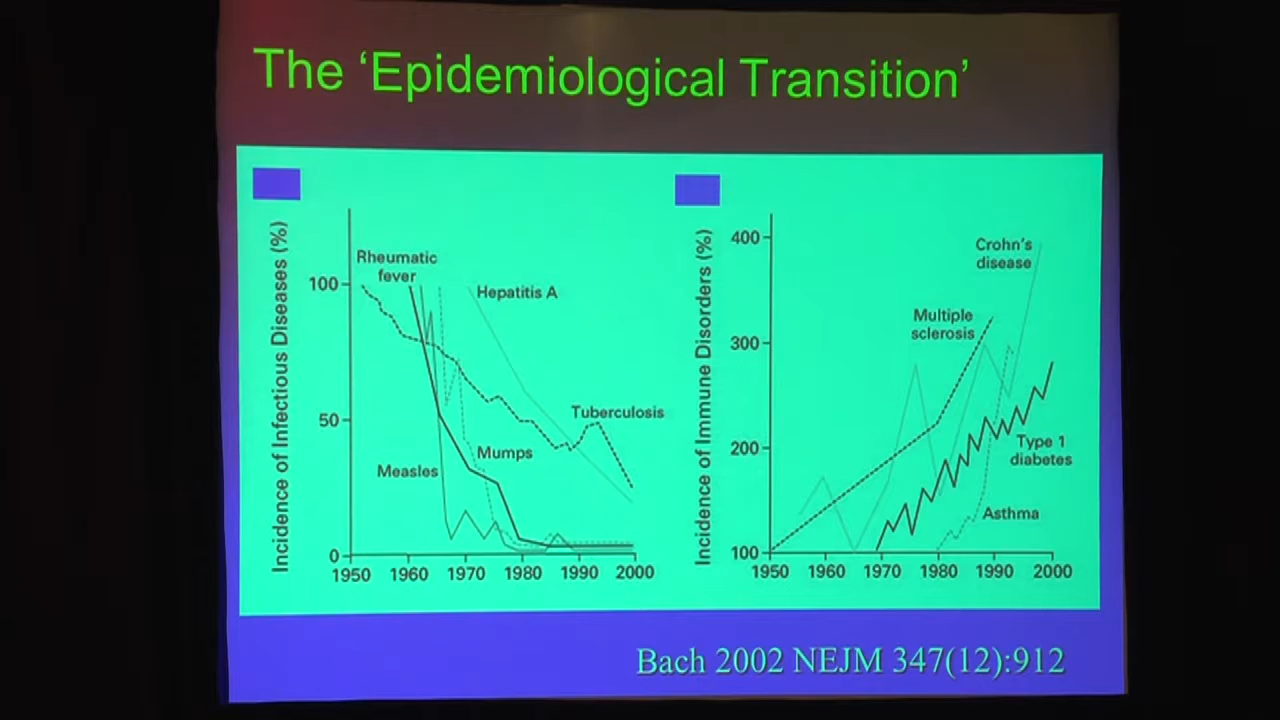 The ‘Epidemiological Transition’
Incidence of Infectious Diseases (%)
100
50
0
1950 1960 1970 1980 1990 2000
Rheumatic
fever
Hepatitis A
Tuberculosis
Mumps
Measles
Incidence of Immune Disorders (%)
400
300
200
100
1950 1960 1970 1980 1990 2000
Crohn’s
disease
Multiple
sclerosis
Type 1
diabetes
Asthma
Bach 2002 NEJM 347(12):912